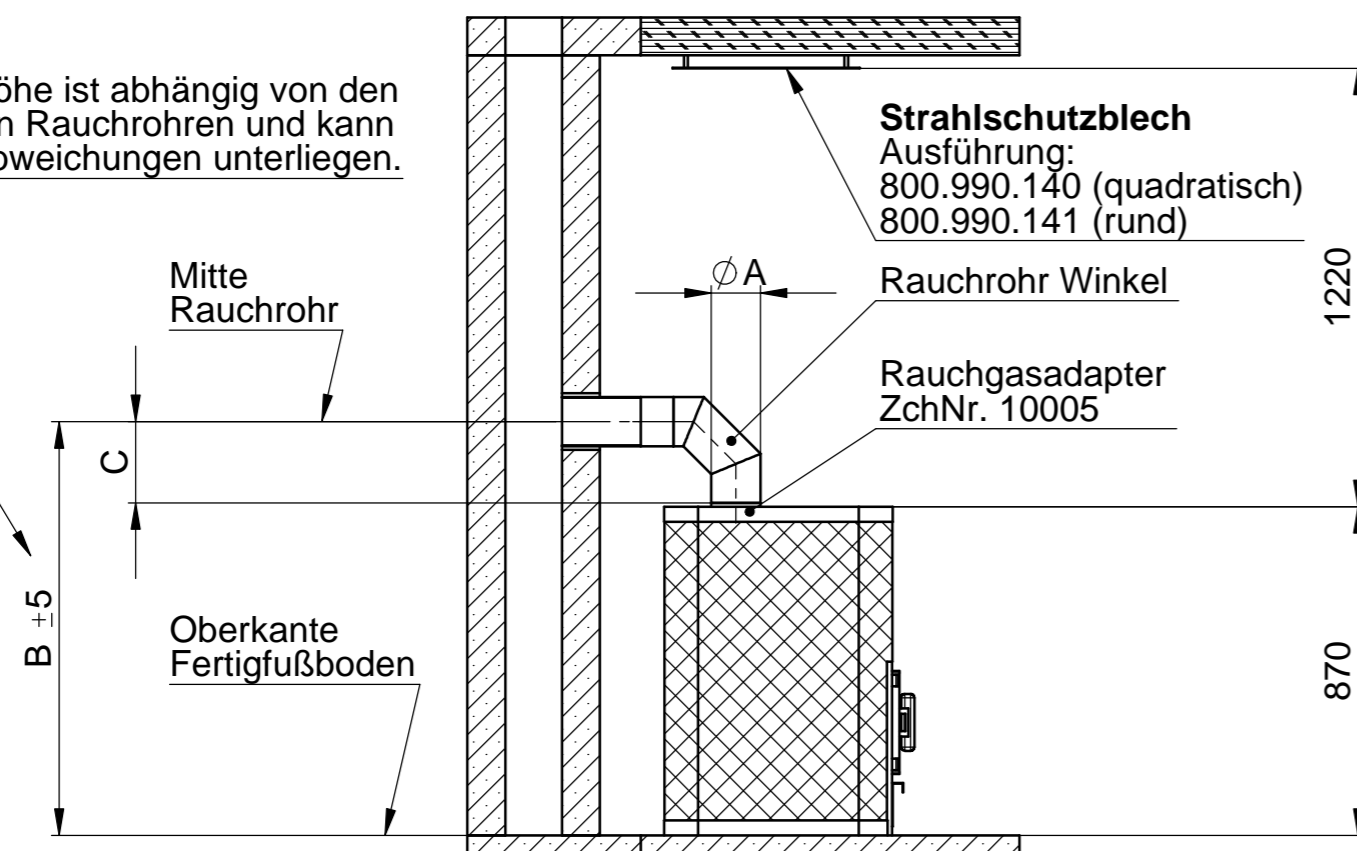 öhe ist abhängig von den
n Rauchrohren und kann
oweichungen unterliegen.
Strahlschutzblech
Ausführung:
800.990.140 (quadratisch)
800.990.141 (rund)
Mitte
Rauchrohr
⌀ A
Rauchrohr Winkel
1220
Rauchgasadapter
ZchNr. 10005
C
B ±5
Oberkante
Fertigfußboden
870